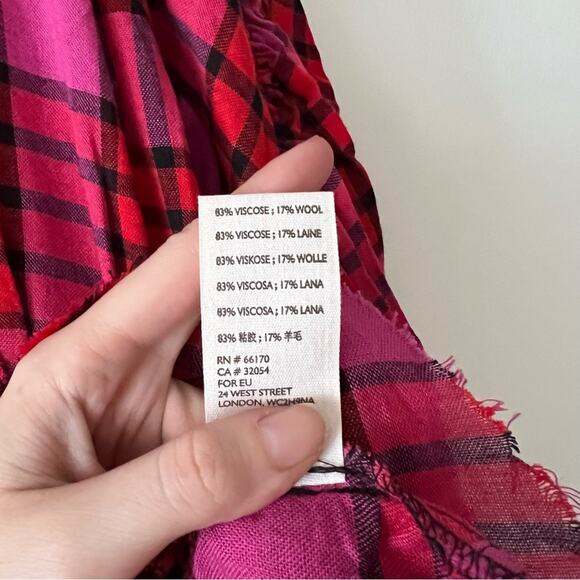 83% VISCOSE ; 17% WOOL
83% VISCOSE ; 17% LAINE
83% VISKOSE ; 17% WOLLE
83% VISCOSA ; 17% LANA
83% VISCOSA ; 17% LANA
83% 粘胶 ; 17% 羊毛
RN # 66170
CA # 32054
FOR EU
24 WEST STREET
LONDON, WC2H9NA